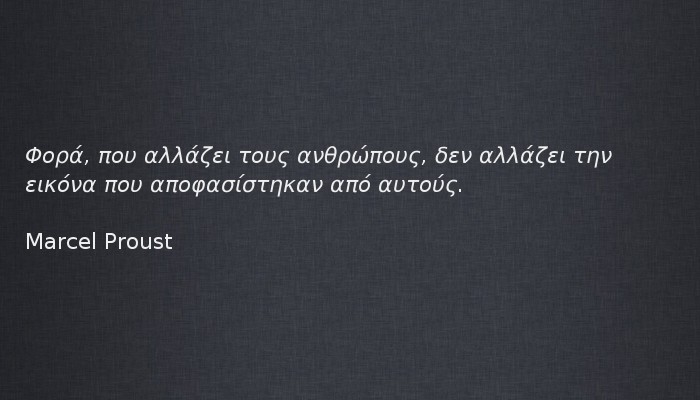 Φορά, που αλλάζει τους ανθρώπους, δεν αλλάζει την
εικόνα που αποφασίστηκαν από αυτούς.
Marcel Proust